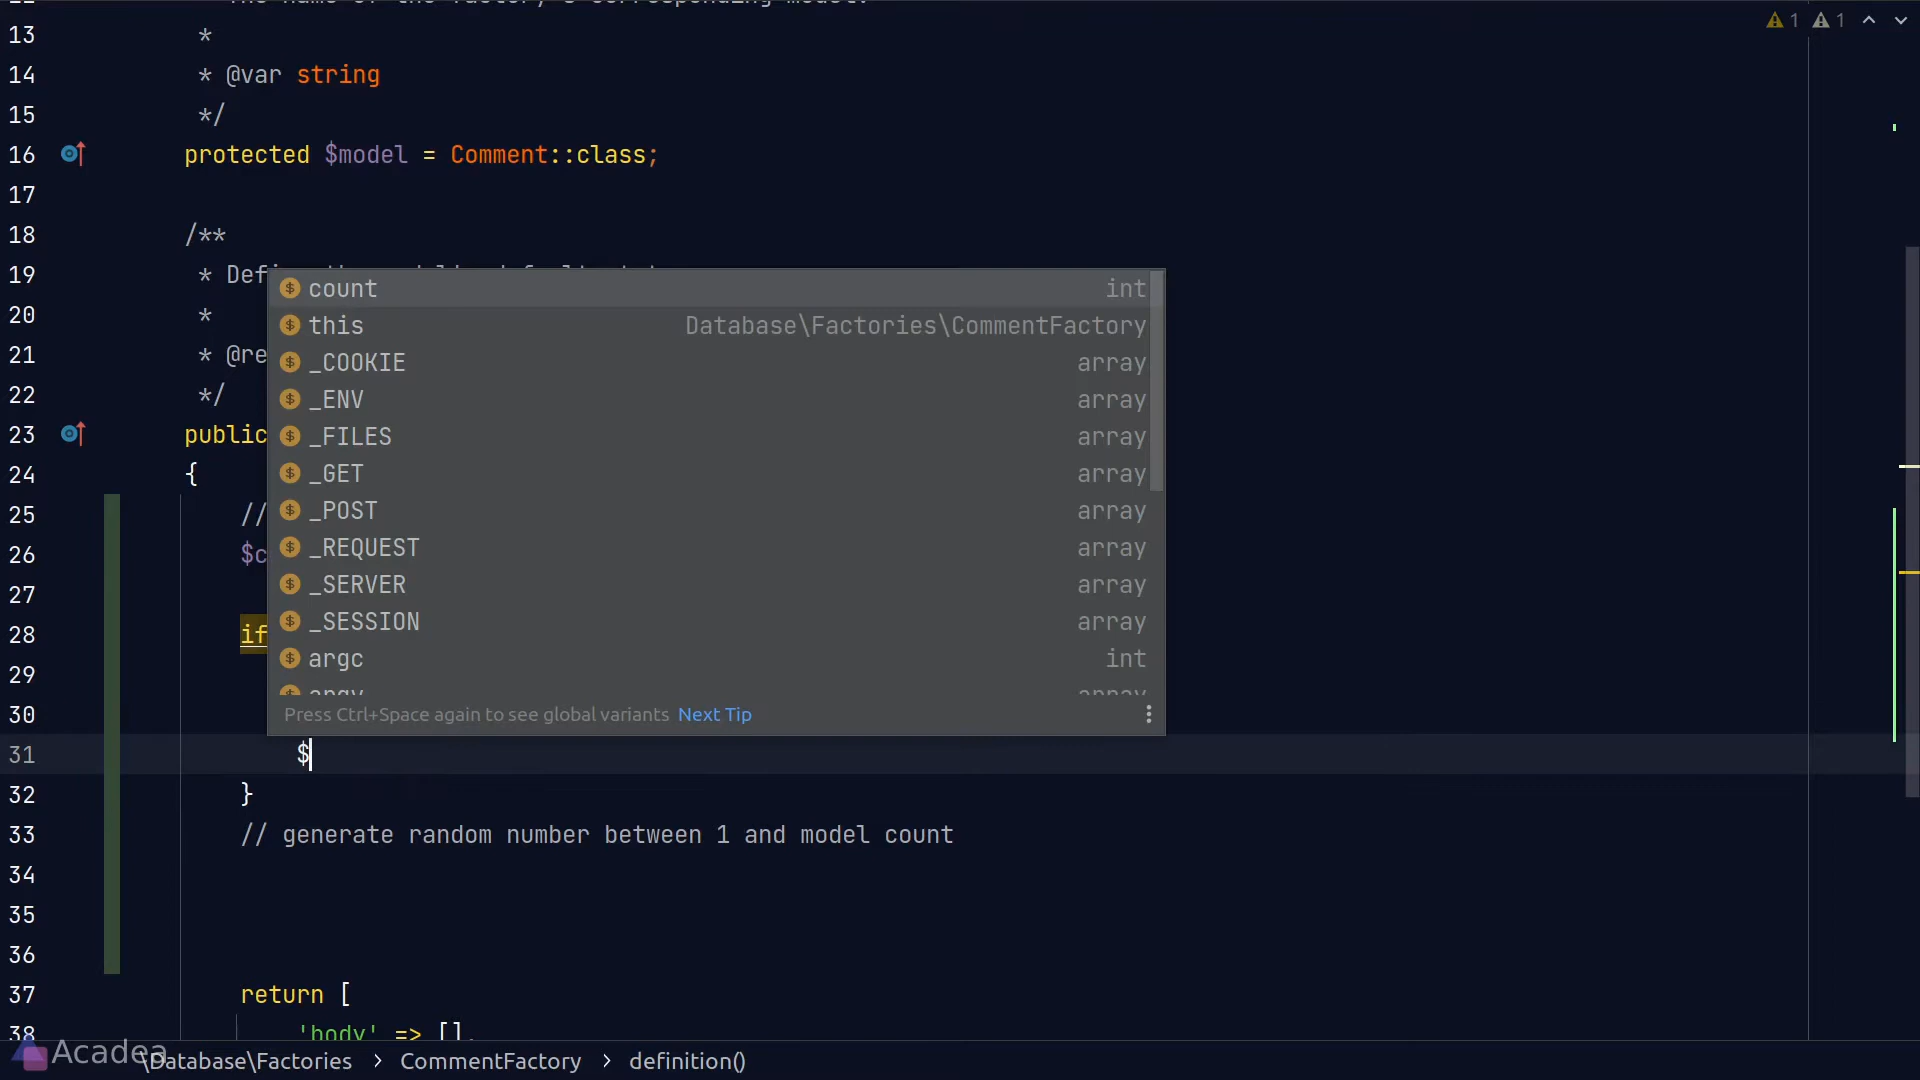 1 1
13 *
14 * @var string
15 */
16 protected $model = Comment::class;
17
18 /**
19 * Def
20 *
21 * @re
22 */
23 public
24 {
25 //
26 $c
27
28 if
29
30
31 $
32 }
33 // generate random number between 1 and model count
34
35
36
37 return [
38 'body' => [],
count int
this Database\Factories\CommentFactory
_COOKIE array
_ENV array
_FILES array
_GET array
_POST array
_REQUEST array
_SERVER array
_SESSION array
argc int
argv array
Press Ctrl+Space again to see global variants Next Tip
Acadea
\Database\Factories > CommentFactory > definition()